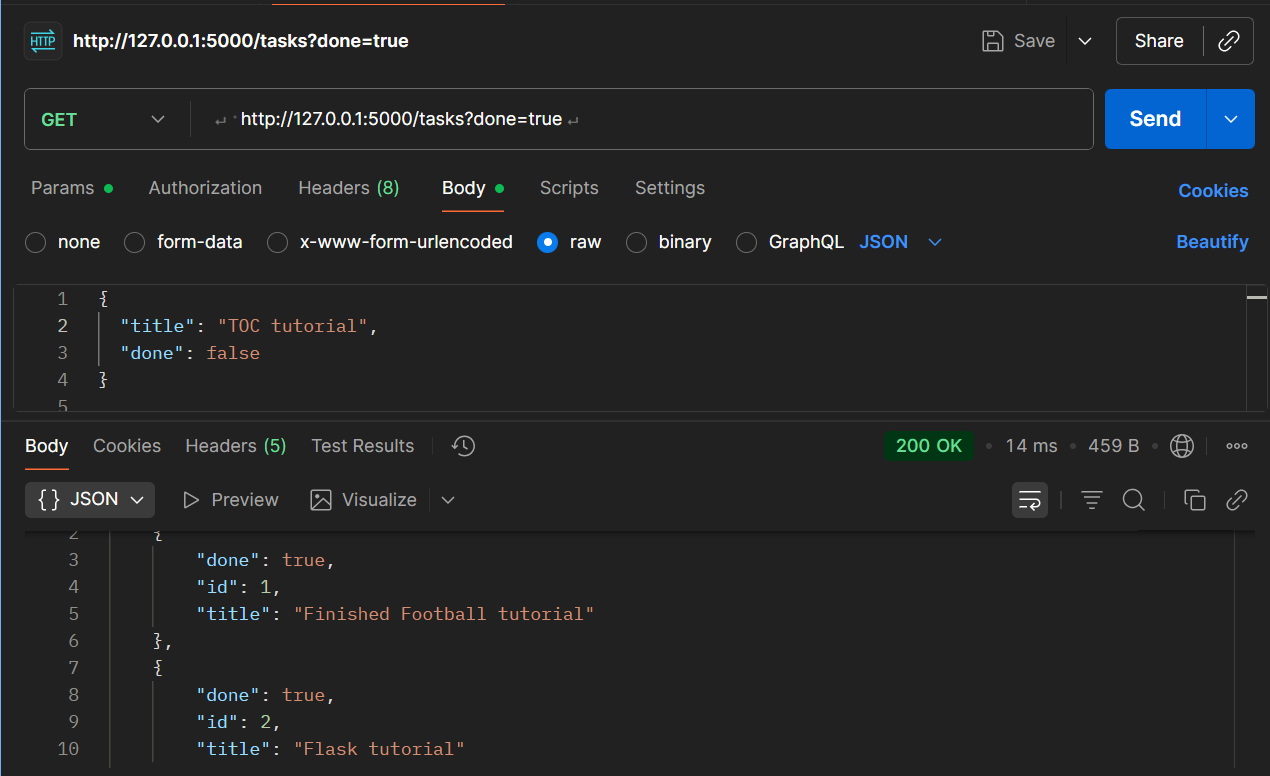 HTTP http://127.0.0.1:5000/tasks?done=true Save Share
GET http://127.0.0.1:5000/tasks?done=true Send
Params Authorization Headers (8) Body Scripts Settings Cookies
none form-data x-www-form-urlencoded raw binary GraphQL JSON Beautify
1 {
2 "title": "TOC tutorial",
3 "done": false
4 }
5
Body Cookies Headers (5) Test Results 200 OK • 14 ms • 459 B •
{} JSON Preview Visualize
2 {
3 "done": true,
4 "id": 1,
5 "title": "Finished Football tutorial"
6 },
7 {
8 "done": true,
9 "id": 2,
10 "title": "Flask tutorial"